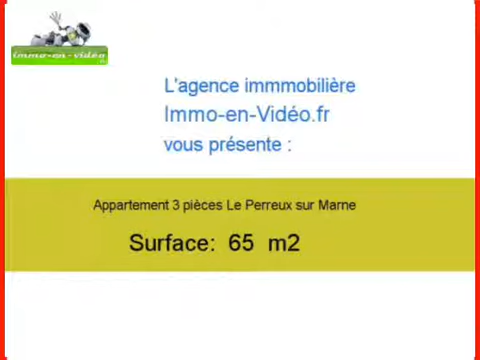 immo-en-vidéo
L'agence immmobilière
Immo-en-Vidéo.fr
vous présente :
Appartement 3 pièces Le Perreux sur Marne
Surface: 65 m2